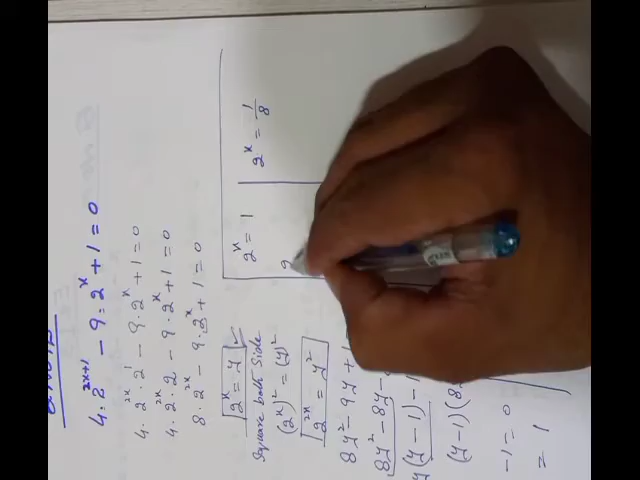 4·2^{2x+1} − 9·2^x + 1 = 0
4·2^{2x}·2^1 − 9·2^x + 1 = 0
4·2^{2x}·2 − 9·2^x + 1 = 0
8·2^{2x} − 9·2^x + 1 = 0
2^x = y
Square both side
(2^x)^2 = (y)^2
2^{2x} = y^2
8y^2 − 9y + 1
8y^2 − 8y −
y(y−1) − 1
(y−1)(8
−1 = 0
= 1
2^x = 1
2^x = 1/8
2